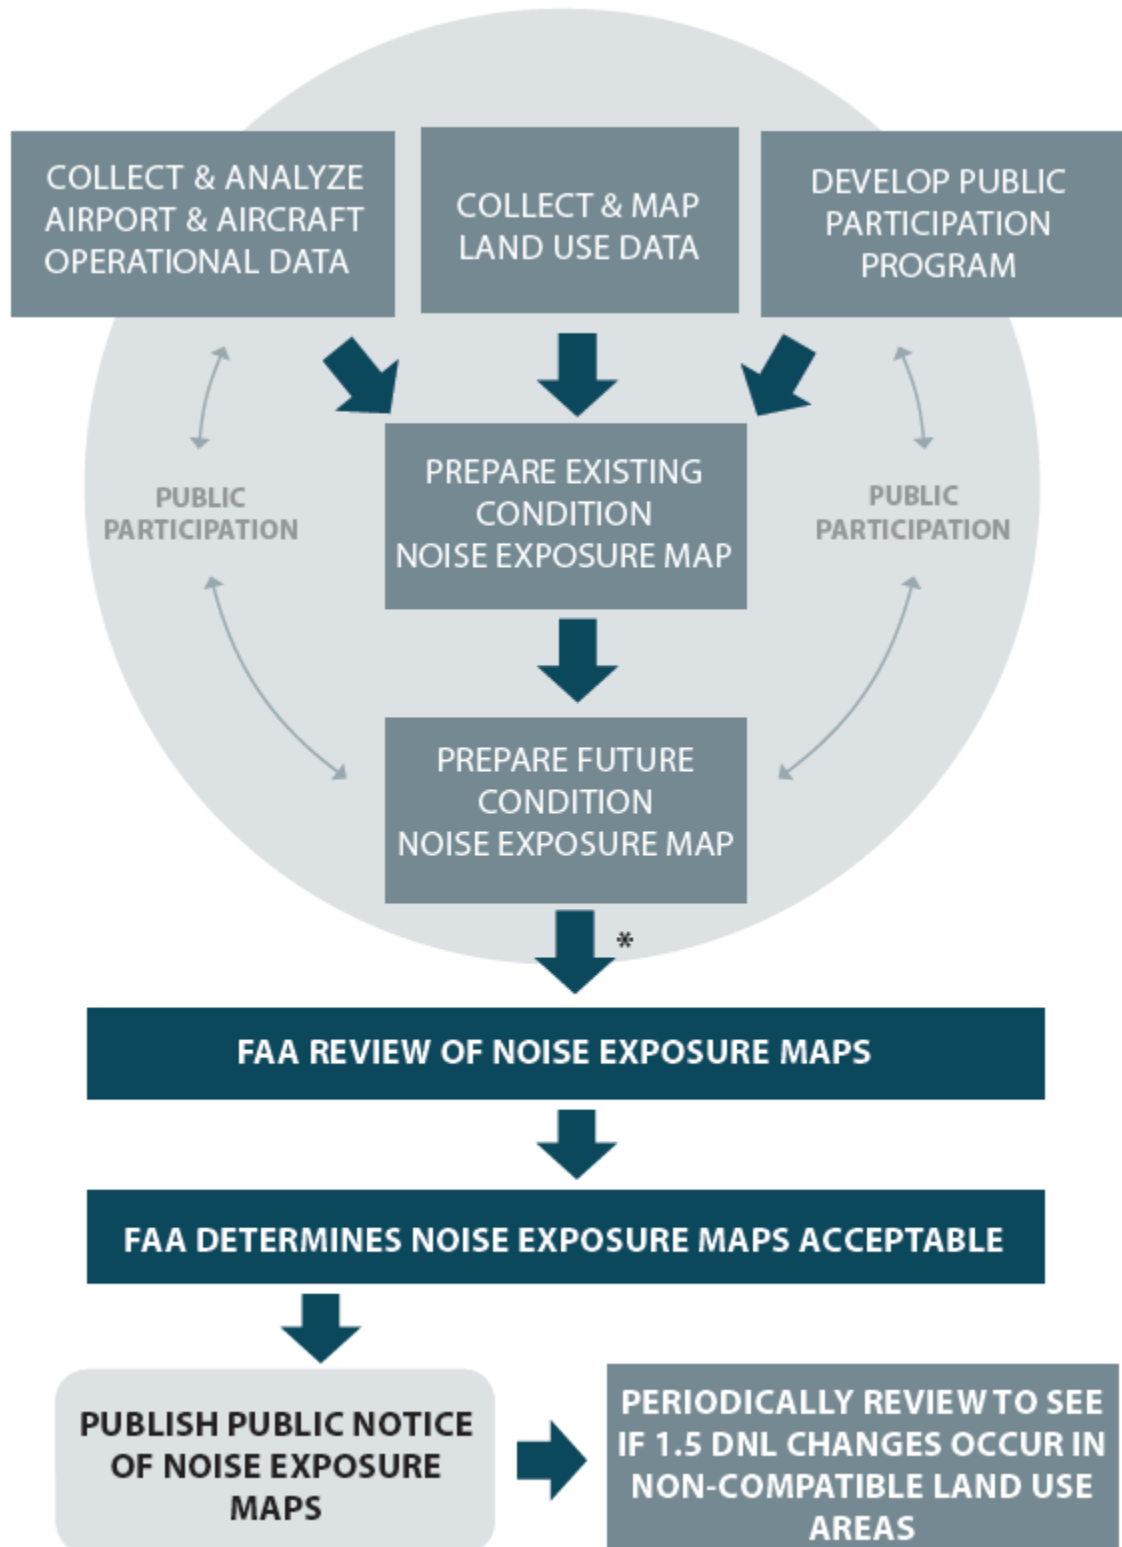 COLLECT & ANALYZE
AIRPORT & AIRCRAFT
OPERATIONAL DATA
COLLECT & MAP
LAND USE DATA
DEVELOP PUBLIC
PARTICIPATION
PROGRAM
PREPARE EXISTING
CONDITION
NOISE EXPOSURE MAP
PUBLIC
PARTICIPATION
PUBLIC
PARTICIPATION
PREPARE FUTURE
CONDITION
NOISE EXPOSURE MAP
*
FAA REVIEW OF NOISE EXPOSURE MAPS
FAA DETERMINES NOISE EXPOSURE MAPS ACCEPTABLE
PUBLISH PUBLIC NOTICE
OF NOISE EXPOSURE
MAPS
PERIODICALLY REVIEW TO SEE
IF 1.5 DNL CHANGES OCCUR IN
NON-COMPATIBLE LAND USE
AREAS